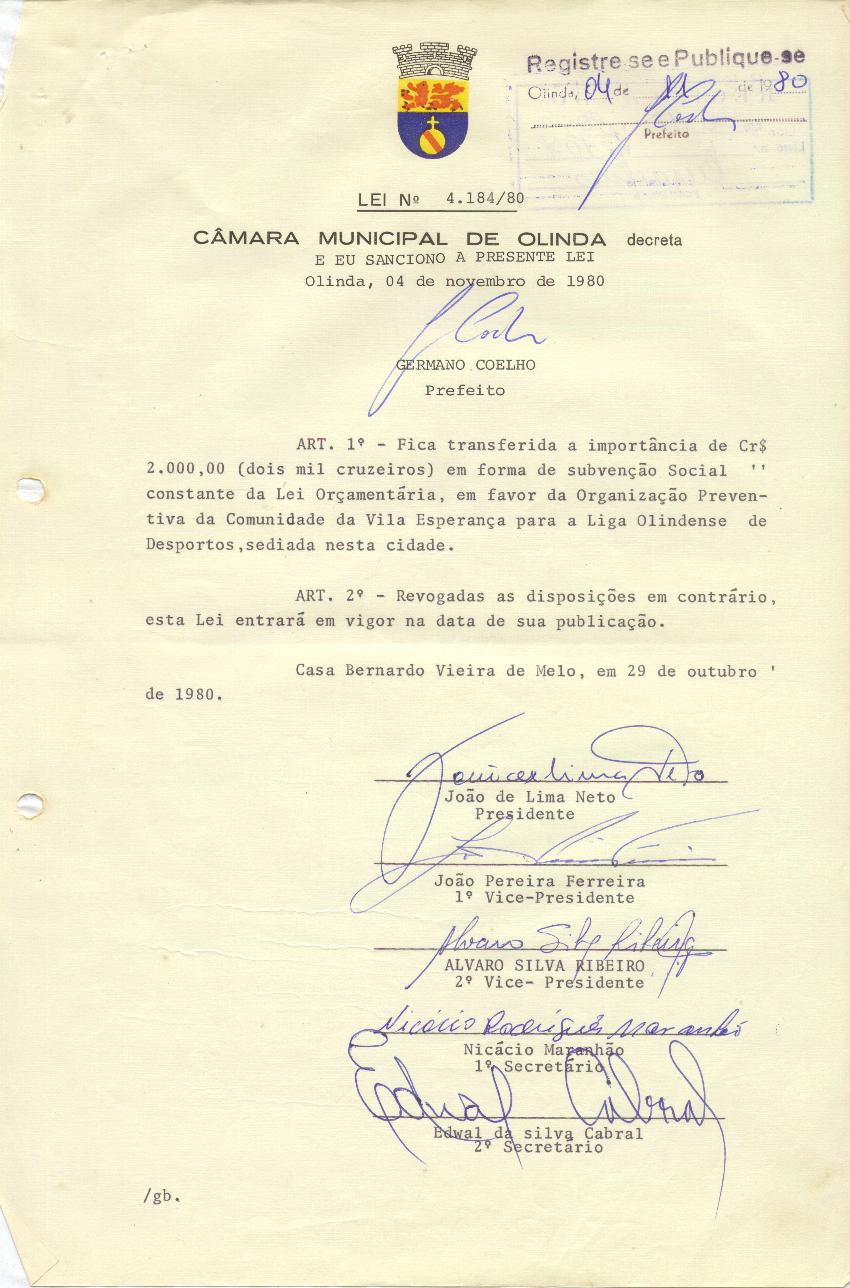 Registre-se e Publique-se
Olinda, 04 de XI de 1980
Prefeito
LEI Nº 4.184/80
CÂMARA MUNICIPAL DE OLINDA decreta
E EU SANCIONO A PRESENTE LEI
Olinda, 04 de novembro de 1980
GERMANO COELHO
Prefeito
ART. 1º - Fica transferida a importância de Cr$
2.000,00 (dois mil cruzeiros) em forma de subvenção Social ''
constante da Lei Orçamentária, em favor da Organização Preven-
tiva da Comunidade da Vila Esperança para a Liga Olindense de
Desportos,sediada nesta cidade.
ART. 2º - Revogadas as disposições em contrário,
esta Lei entrará em vigor na data de sua publicação.
Casa Bernardo Vieira de Melo, em 29 de outubro '
de 1980.
João de Lima Neto
Presidente
João Pereira Ferreira
1º Vice-Presidente
Alvaro Silva Ribeiro
ALVARO SILVA RIBEIRO
2º Vice- Presidente
Nicácio Rodrigues Maranhão
Nicácio Maranhão
1º Secretário
Edwal Cabral
Edwal da silva Cabral
2º Secretário
/gb.